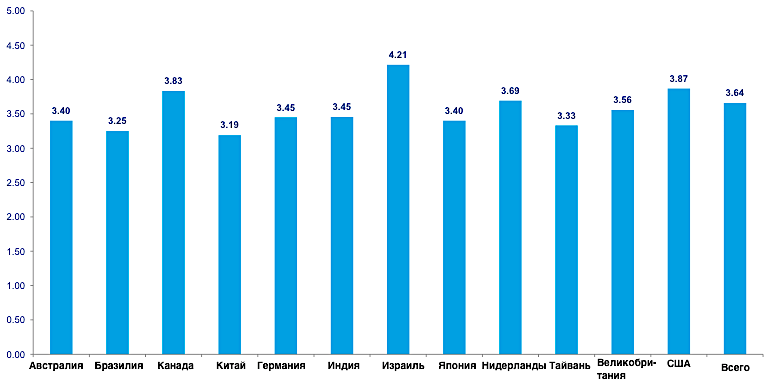 5.00
4.50
4.00
3.50
3.00
2.50
2.00
1.50
1.00
0.50
0.00
3.40
3.25
3.83
3.19
3.45
3.45
4.21
3.40
3.69
3.33
3.56
3.87
3.64
Австралия
Бразилия
Канада
Китай
Германия
Индия
Израиль
Япония
Нидерланды
Тайвань
Великобри-
тания
США
Всего